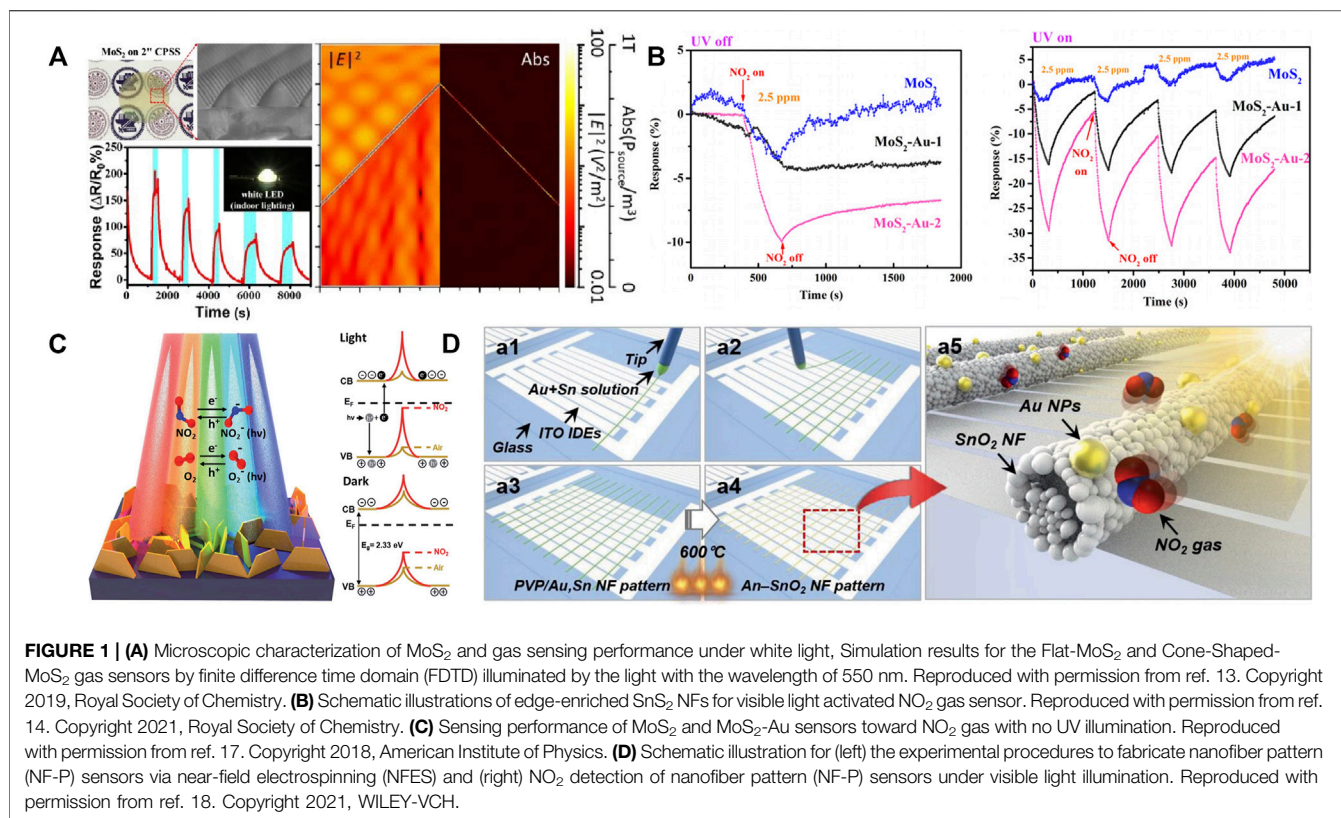 A
MoS₂ on 2" CPSS
|E|²
Abs
100
0.01
|E|² (V²/m²)
1T
0
Abs(P_source/m³)
white LED
(indoor lighting)
Response (ΔR/R₀ %)
250
200
150
100
50
0
0 2000 4000 6000 8000
Time (s)
B
UV off
NO₂ on
2.5 ppm
MoS₂
MoS₂-Au-1
MoS₂-Au-2
NO₂ off
Response (%)
5
0
-5
-10
0 500 1000 1500 2000
Time (s)
UV on
2.5 ppm 2.5 ppm 2.5 ppm 2.5 ppm
MoS₂
MoS₂-Au-1
MoS₂-Au-2
NO₂
on
NO₂ off
Response (%)
10
5
0
-5
-10
-15
-20
-25
-30
-35
0 1000 2000 3000 4000 5000
Time (s)
C
e⁻
h⁺
NO₂
NO₂⁻ (hν)
e⁻
h⁺
O₂
O₂⁻ (hν)
Light
CB
E_F
hν
e⁻
NO₂
Air
VB
Dark
CB
E_F
E_g= 2.33 eV
NO₂
Air
VB
D
a1
Tip
Au+Sn solution
ITO IDEs
Glass
a2
a3
PVP/Au,Sn NF pattern
600 ℃
a4
An–SnO₂ NF pattern
a5
Au NPs
SnO₂ NF
NO₂ gas
FIGURE 1 | (A) Microscopic characterization of MoS₂ and gas sensing performance under white light, Simulation results for the Flat-MoS₂ and Cone-Shaped-
MoS₂ gas sensors by finite difference time domain (FDTD) illuminated by the light with the wavelength of 550 nm. Reproduced with permission from ref. 13. Copyright
2019, Royal Society of Chemistry. (B) Schematic illustrations of edge-enriched SnS₂ NFs for visible light activated NO₂ gas sensor. Reproduced with permission from ref.
14. Copyright 2021, Royal Society of Chemistry. (C) Sensing performance of MoS₂ and MoS₂-Au sensors toward NO₂ gas with no UV illumination. Reproduced
with permission from ref. 17. Copyright 2018, American Institute of Physics. (D) Schematic illustration for (left) the experimental procedures to fabricate nanofiber pattern
(NF-P) sensors via near-field electrospinning (NFES) and (right) NO₂ detection of nanofiber pattern (NF-P) sensors under visible light illumination. Reproduced with
permission from ref. 18. Copyright 2021, WILEY-VCH.